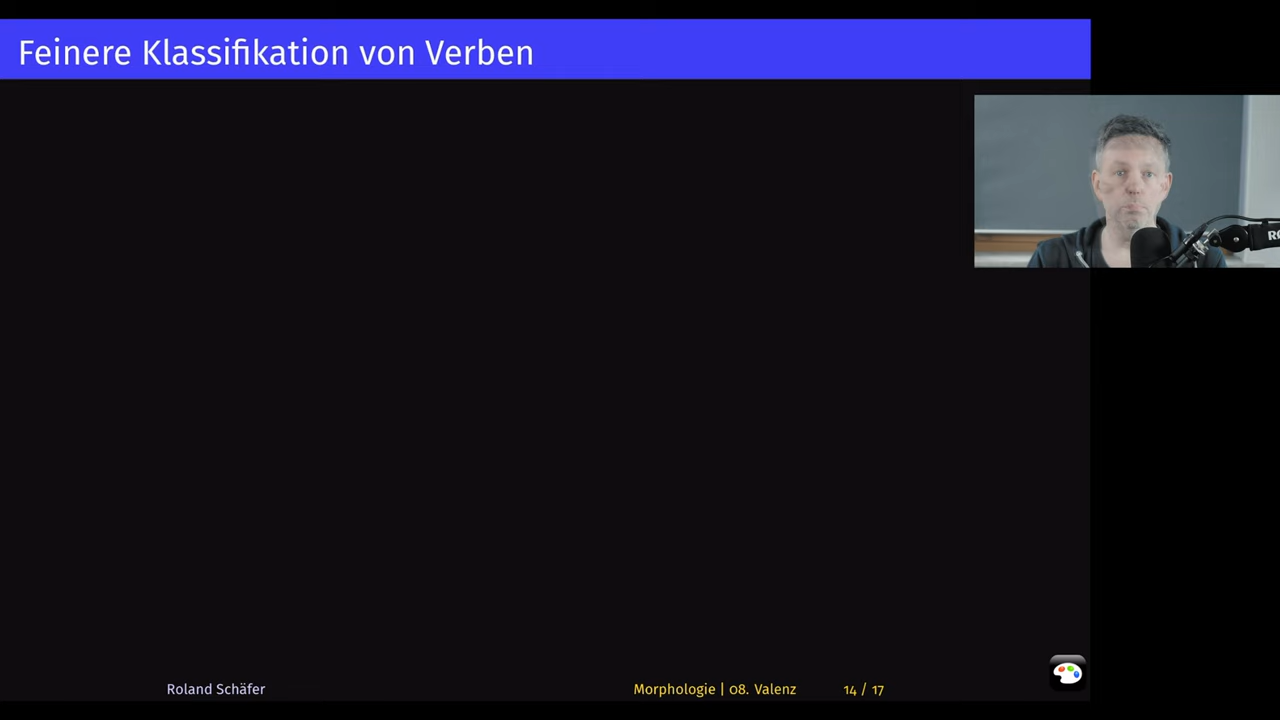 Feinere Klassifikation von Verben
Roland Schäfer
Morphologie | 08. Valenz
14 / 17